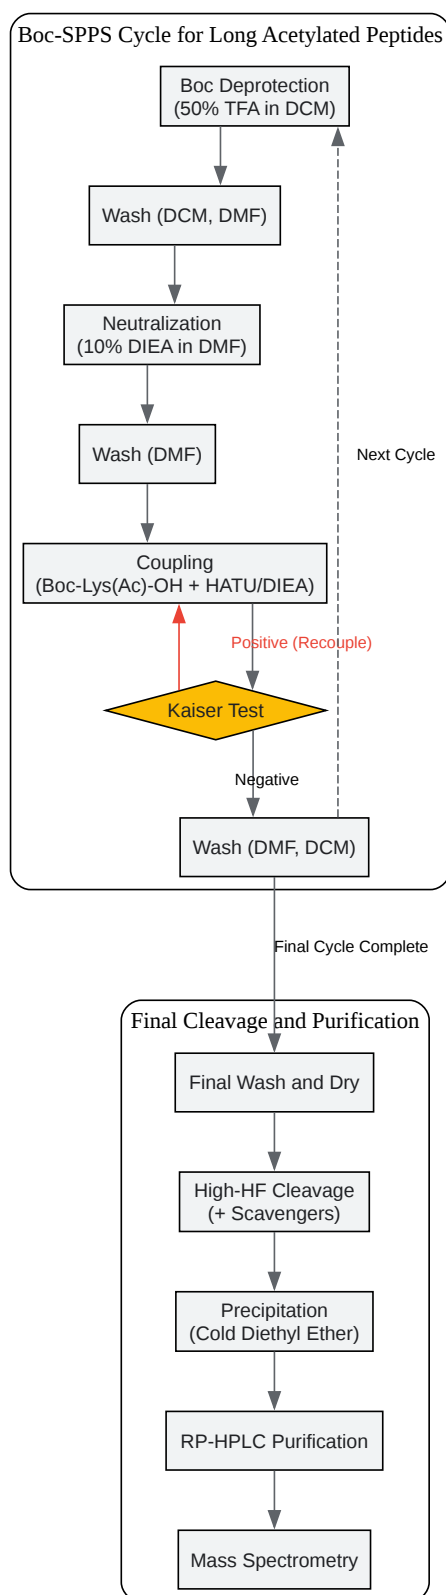 Boc-SPPS Cycle for Long Acetylated Peptides
Boc Deprotection
(50% TFA in DCM)
Wash (DCM, DMF)
Neutralization
(10% DIEA in DMF)
Wash (DMF)
Next Cycle
Coupling
(Boc-Lys(Ac)-OH + HATU/DIEA)
Positive (Recouple)
Kaiser Test
Negative
Wash (DMF, DCM)
Final Cycle Complete
Final Cleavage and Purification
Final Wash and Dry
High-HF Cleavage
(+ Scavengers)
Precipitation
(Cold Diethyl Ether)
RP-HPLC Purification
Mass Spectrometry